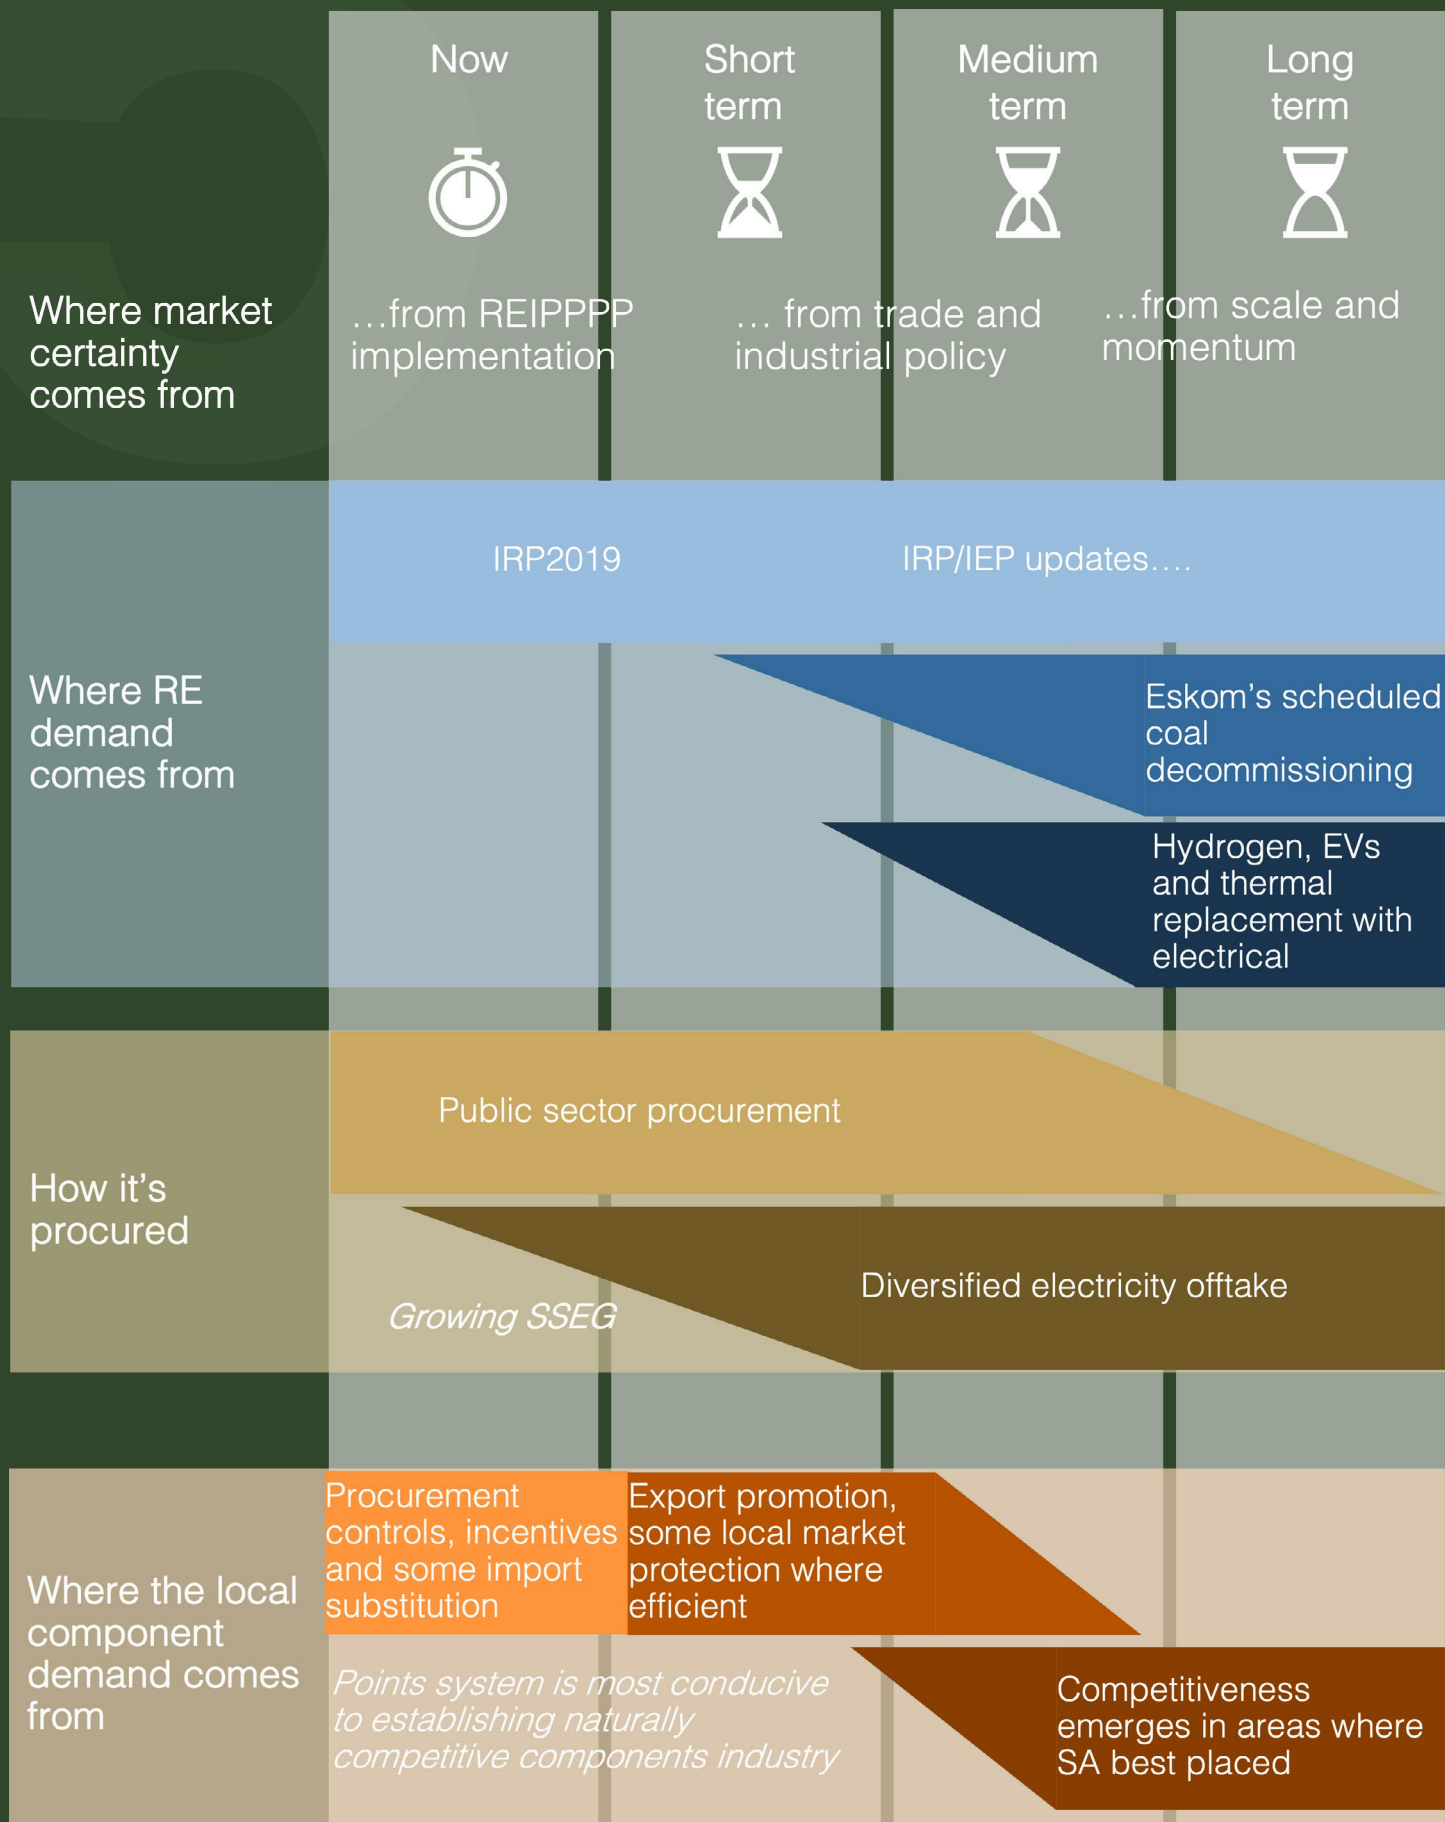 Now
Short
term
Medium
term
Long
term
Where market
certainty
comes from
…from REIPPPP
implementation
… from trade and
industrial policy
…from scale and
momentum
Where RE
demand
comes from
IRP2019
IRP/IEP updates….
Eskom’s scheduled
coal
decommissioning
Hydrogen, EVs
and thermal
replacement with
electrical
How it’s
procured
Public sector procurement
Diversified electricity offtake
Growing SSEG
Where the local
component
demand comes
from
Procurement
controls, incentives
and some import
substitution
Export promotion,
some local market
protection where
efficient
Points system is most conducive
to establishing naturally
competitive components industry
Competitiveness
emerges in areas where
SA best placed